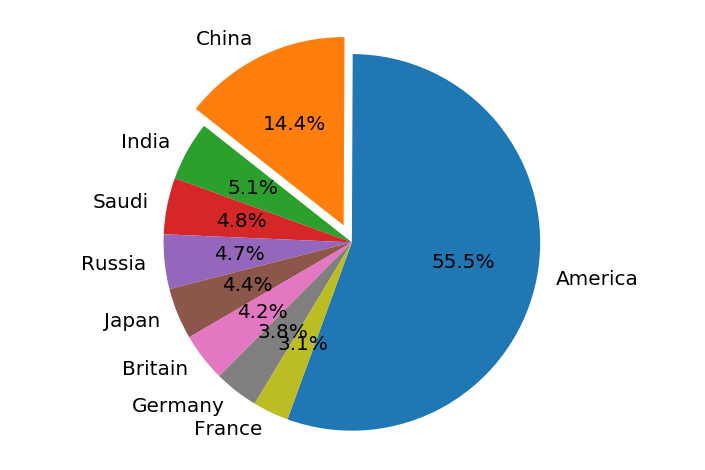 China
14.4%
India
5.1%
Saudi
4.8%
Russia
4.7%
America
55.5%
Japan
4.4%
Britain
4.2%
Germany
3.8%
France
3.1%